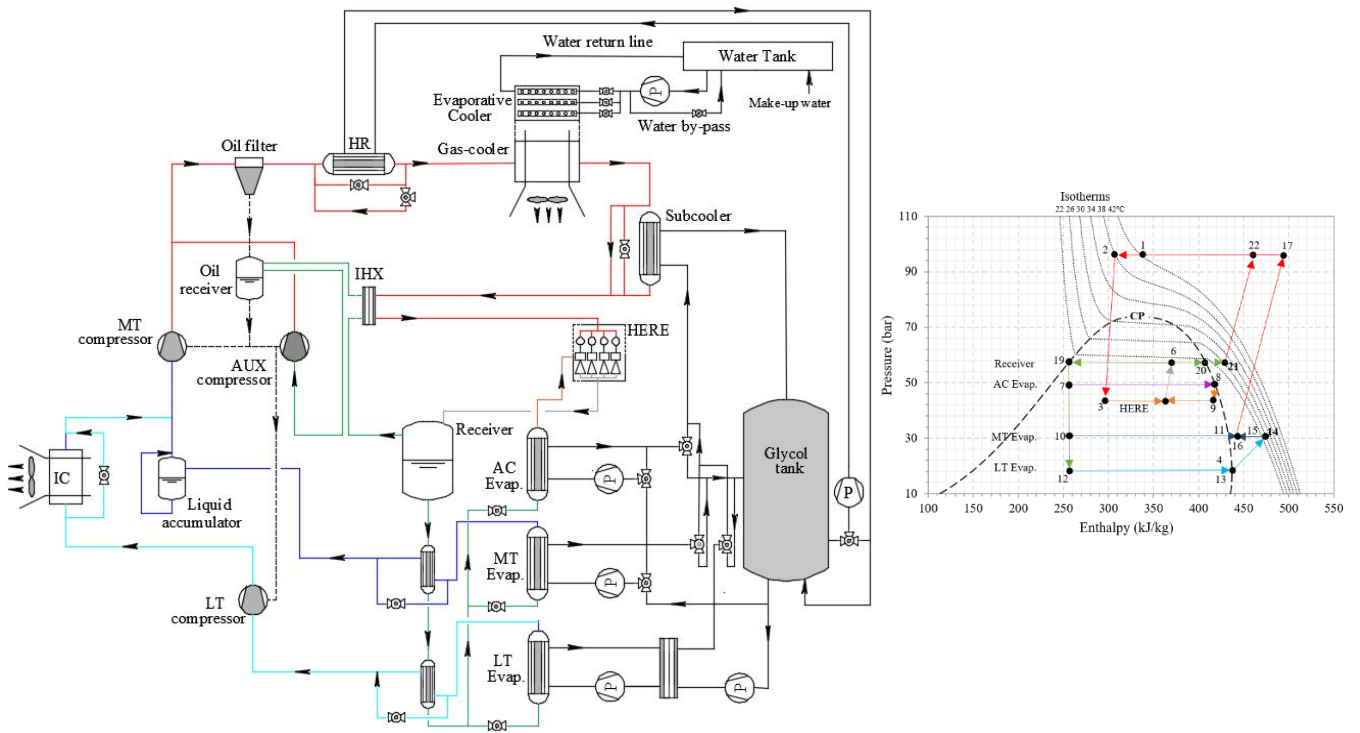 Water return line
Water Tank
P
Evaporative
Cooler
Make-up water
Water by-pass
HR
Oil filter
Gas-cooler
Subcooler
Oil
receiver
IHX
HERE
MT
compressor
AUX
compressor
Receiver
IC
Liquid
accumulator
AC
Evap.
P
Glycol
tank
P
MT
Evap.
P
LT
compressor
LT
Evap.
P
P
Isotherms
22 26 30 34 38 42°C
110
90
70
50
30
10
Pressure (bar)
2
1
22
17
CP
Receiver
19
6
20
21
AC Evap.
7
8
3
HERE
9
MT Evap.
10
11
16
15
14
LT Evap.
12
4
13
100
150
200
250
300
350
400
450
500
550
Enthalpy (kJ/kg)